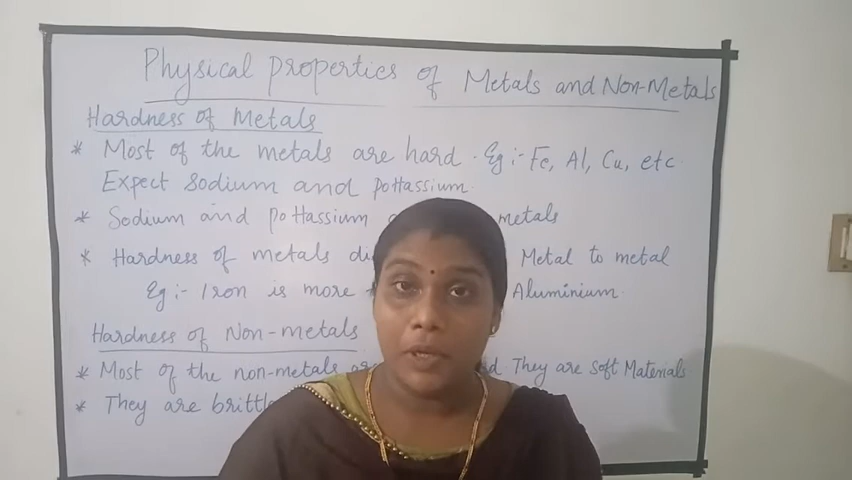 Physical properties of Metals and Non-Metals
Hardness of Metals
* Most of the metals are hard. Eg:- Fe, Al, Cu, etc.
Expect Sodium and pottassium.
* Sodium and pottassium metals
* Hardness of metals Metal to metal
Eg:- Iron is more Aluminium.
Hardness of Non-metals
* Most of the non-metals They are Soft Materials
* They are brittle